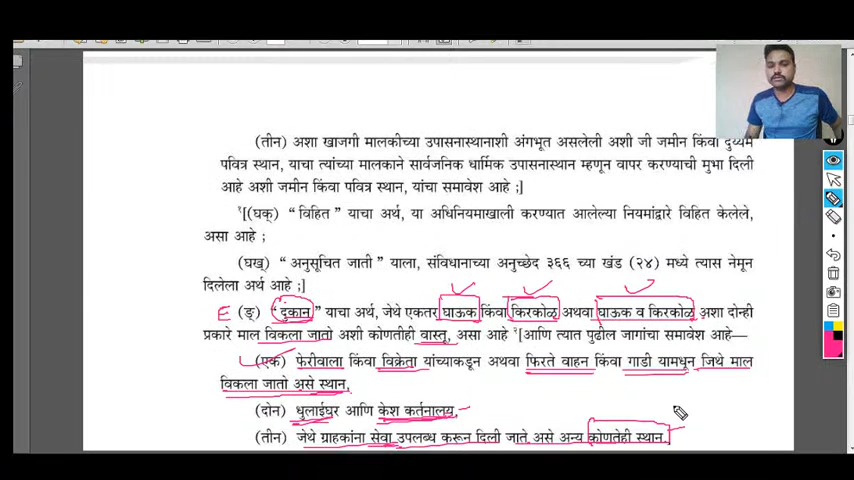 (तीन) अशा खाजगी मालकीच्या उपासनास्थानाशी अंगभूत असलेली अशी जी जमीन किंवा दुय्यम
पवित्र स्थान, याचा त्यांच्या मालकाने सार्वजनिक धार्मिक उपासनास्थान म्हणून वापर करण्याची मुभा दिली
आहे अशी जमीन किंवा पवित्र स्थान, यांचा समावेश आहे ;]
[(घक) “विहित” याचा अर्थ, या अधिनियमाखाली करण्यात आलेल्या नियमांद्वारे विहित केलेले,
असा आहे ;
(घख) “अनुसूचित जाती” याला, संविधानाच्या अनुच्छेद ३६६ च्या खंड (२४) मध्ये त्यास नेमून
दिलेला अर्थ आहे ;]
E (ङ) “दुकान” याचा अर्थ, जेथे एकतर घाऊक किंवा किरकोळ अथवा घाऊक व किरकोळ अशा दोन्ही
प्रकारे माल विकला जातो अशी कोणतीही वास्तू, असा आहे २[आणि त्यात पुढील जागांचा समावेश आहे—
(एक) फेरीवाला किंवा विक्रेता यांच्याकडून अथवा फिरते वाहन किंवा गाडी यामधून जिथे माल
विकला जातो असे स्थान,
(दोन) धुलाईघर आणि केश कर्तनालय,
(तीन) जेथे ग्राहकांना सेवा उपलब्ध करून दिली जाते असे अन्य कोणतेही स्थान.